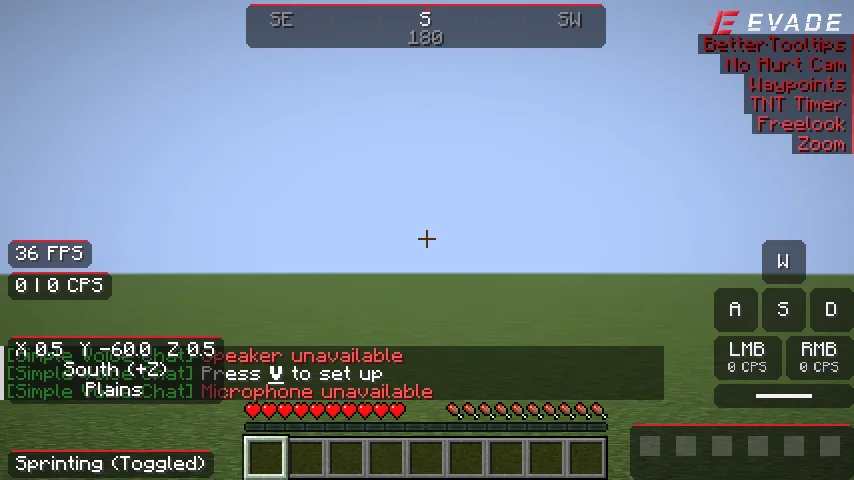 SE S SW
180
EVADE
BetterTooltips
No Hurt Cam
Waypoints
TNT Timer
Freelook
Zoom
36 FPS
0 | 0 CPS
W
A S D
LMB RMB
0 CPS 0 CPS
X 0.5 Y -60.0 Z 0.5
[Simple Voice Chat] Speaker unavailable
South (+Z)
[Simple Voice Chat] Press V to set up
Plains
[Simple Voice Chat] Microphone unavailable
Sprinting (Toggled)